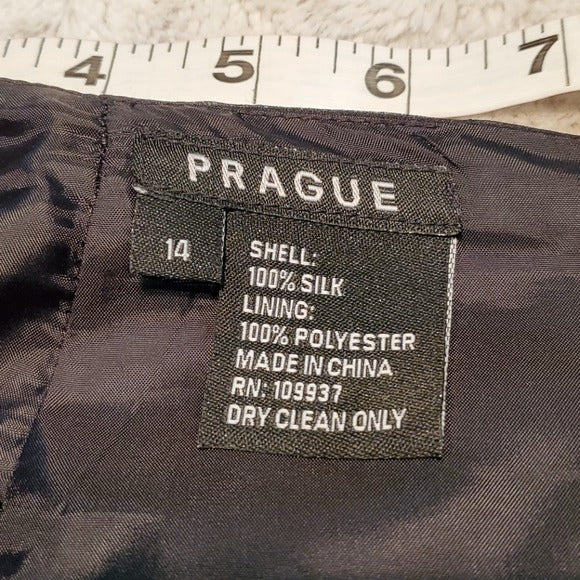 4 5 6 7
PRAGUE
14
SHELL:
100% SILK
LINING:
100% POLYESTER
MADE IN CHINA
RN: 109937
DRY CLEAN ONLY